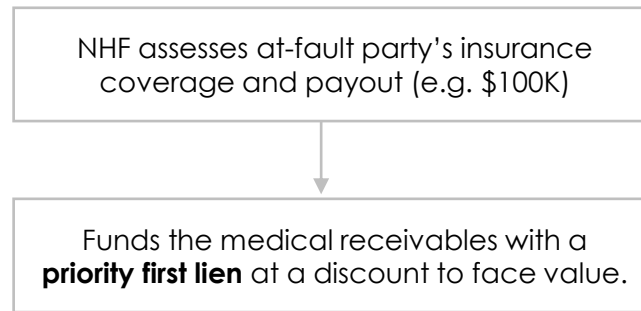 NHF assesses at-fault party’s insurance
coverage and payout (e.g. $100K)
Funds the medical receivables with a
priority first lien at a discount to face value.